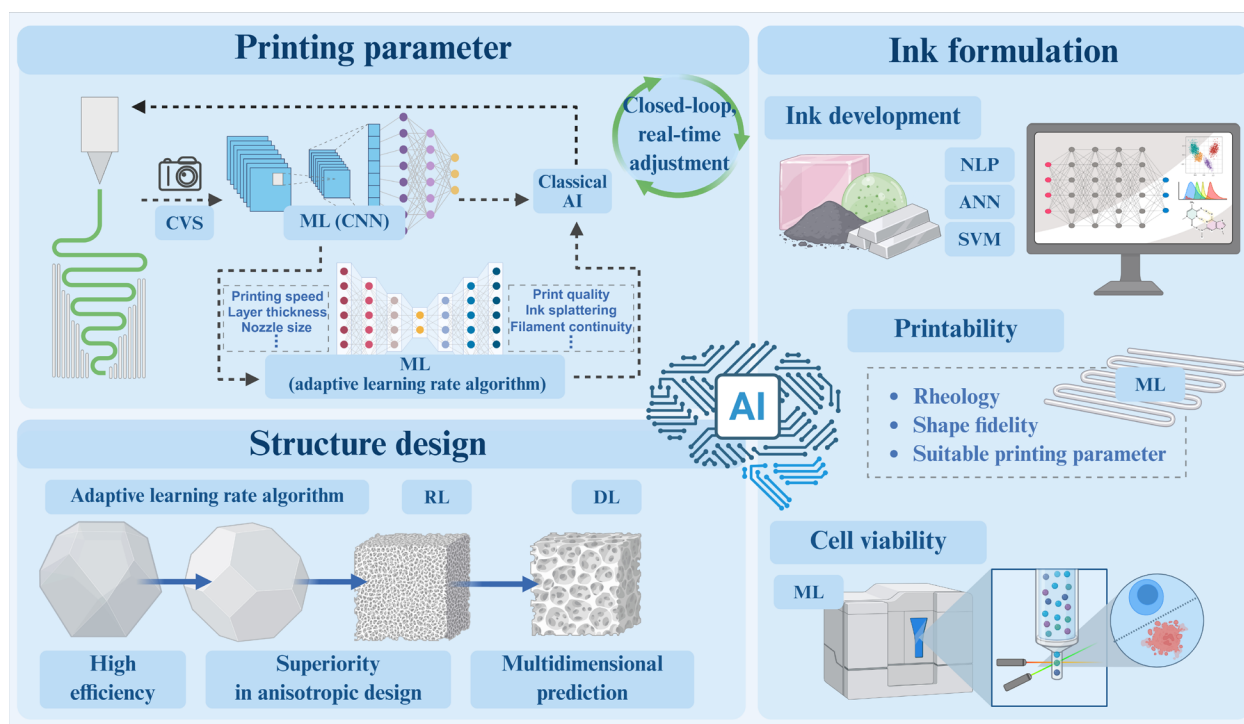 Printing parameter
Closed-loop,
real-time
adjustment
CVS
ML (CNN)
Classical
AI
Printing speed
Layer thickness
Nozzle size
Print quality
Ink splattering
Filament continuity
ML
(adaptive learning rate algorithm)
Structure design
Adaptive learning rate algorithm
RL
DL
High
efficiency
Superiority
in anisotropic design
Multidimensional
prediction
AI
Ink formulation
Ink development
NLP
ANN
SVM
Printability
ML
• Rheology
• Shape fidelity
• Suitable printing parameter
Cell viability
ML